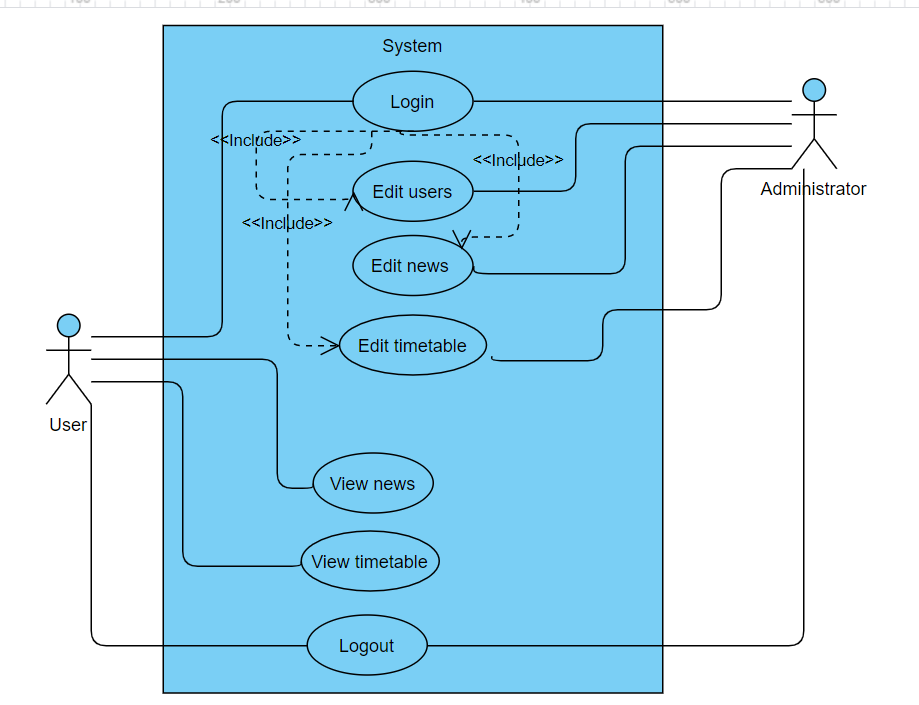 System
Login
<<Include>>
<<Include>>
Edit users
Administrator
<<Include>>
Edit news
Edit timetable
User
View news
View timetable
Logout